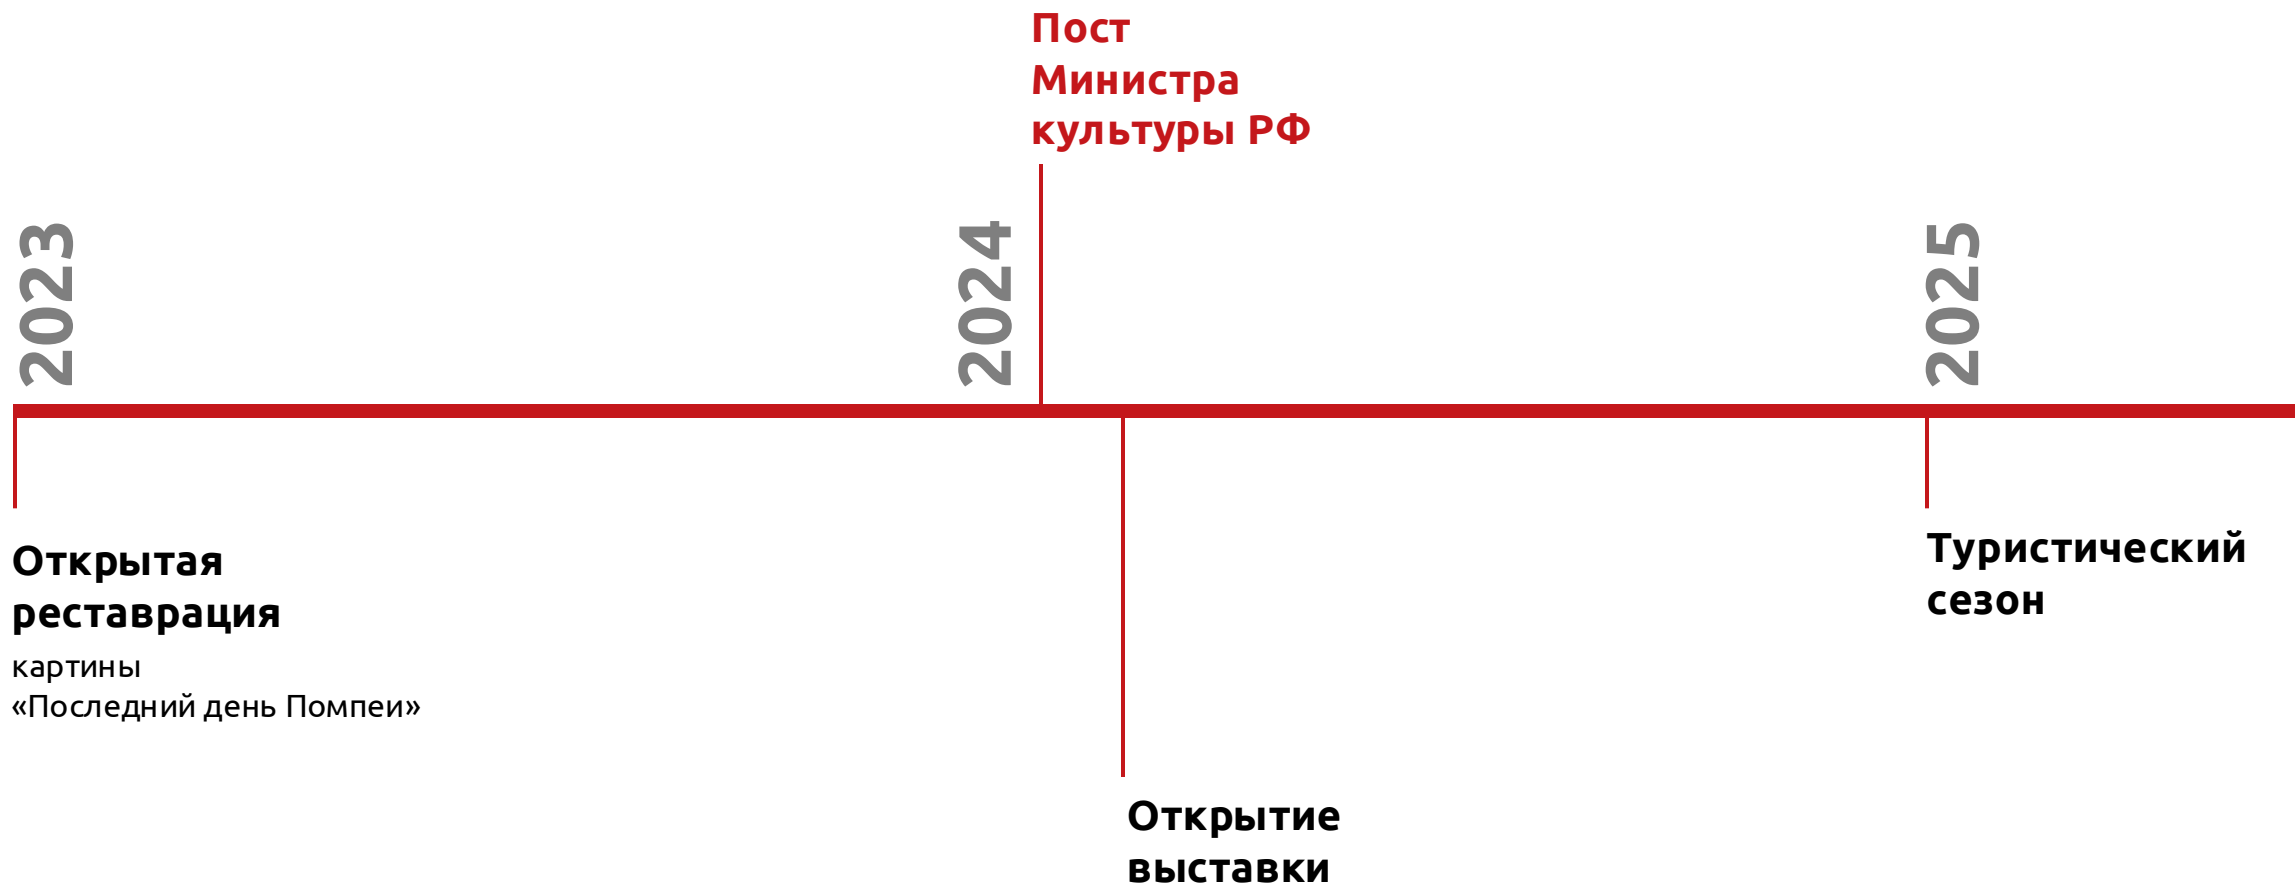 Пост
Министра
культуры РФ
2023
2024
2025
Открытая
реставрация
картины
«Последний день Помпеи»
Туристический
сезон
Открытие
выставки